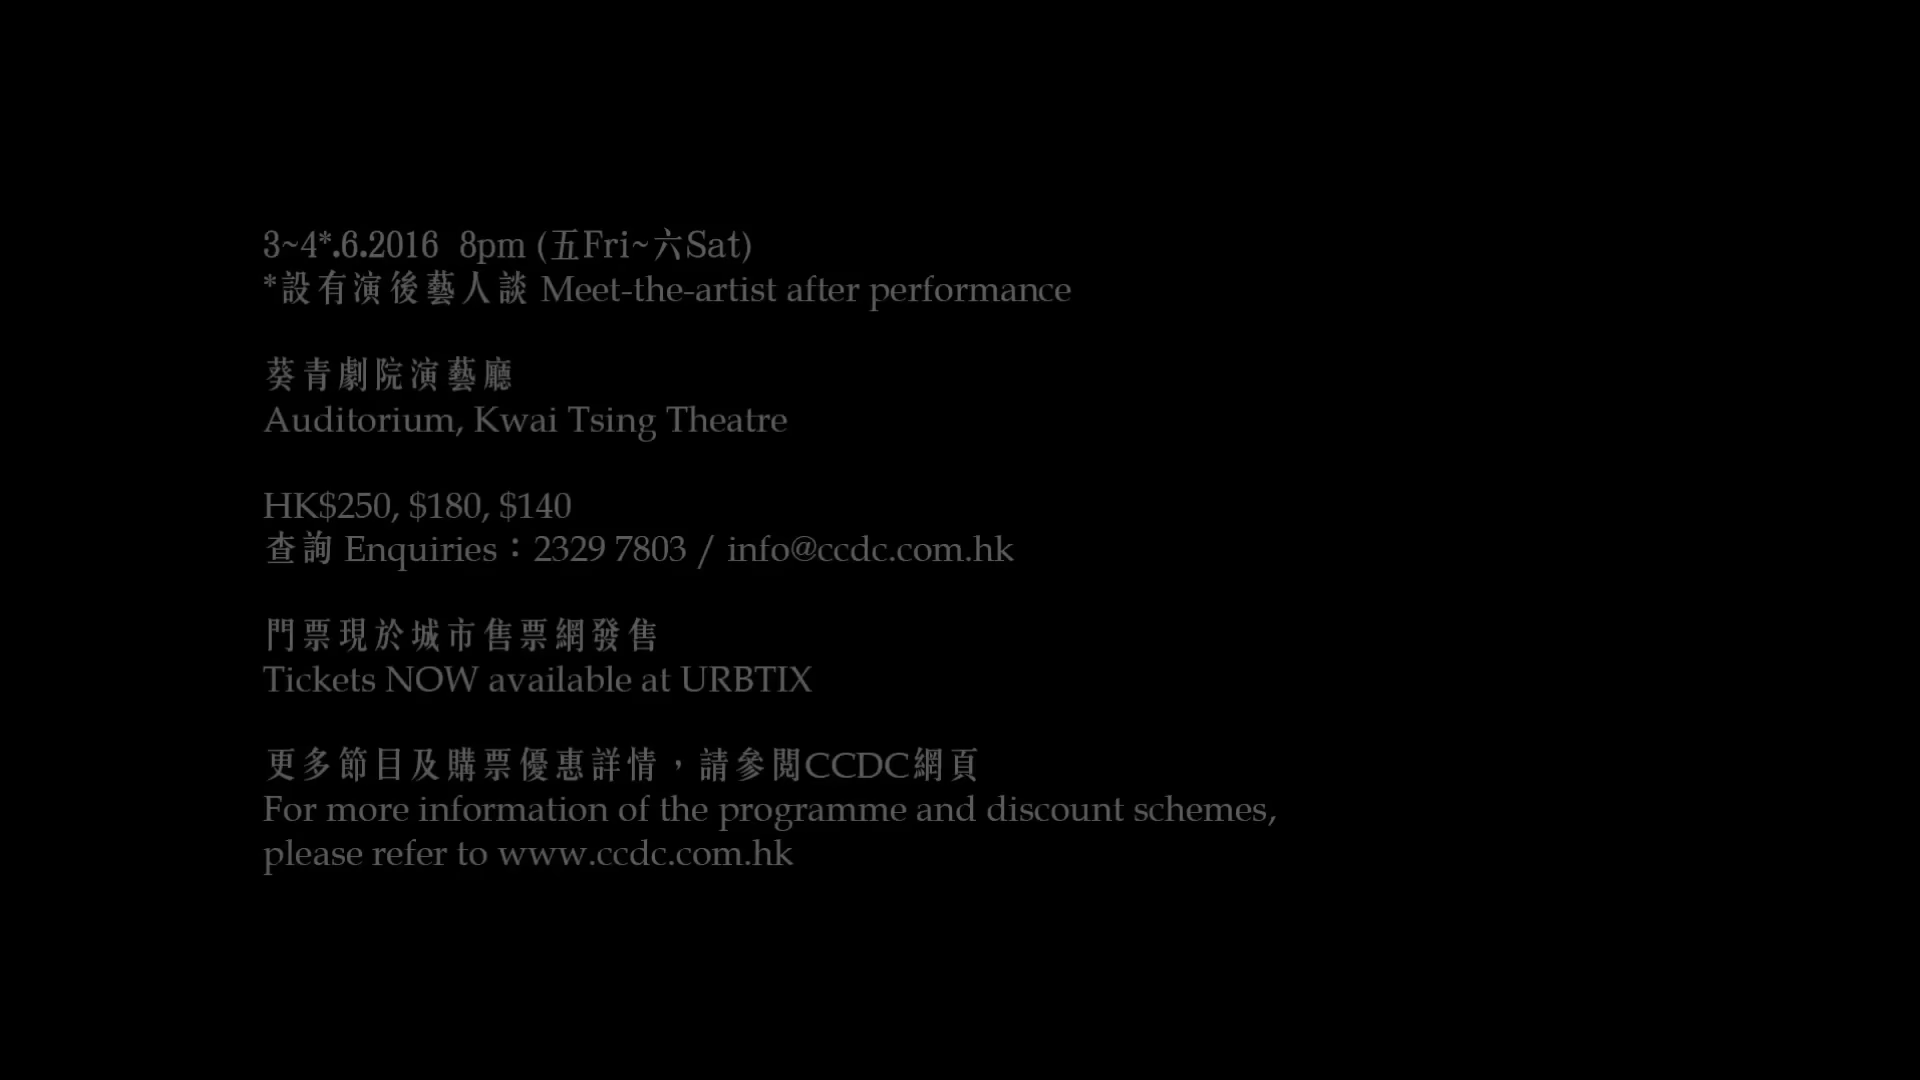 3~4*.6.2016  8pm (五Fri~六Sat)
*設有演後藝人談 Meet-the-artist after performance
葵青劇院演藝廳
Auditorium, Kwai Tsing Theatre
HK$250, $180, $140
查詢 Enquiries：2329 7803 / info@ccdc.com.hk
門票現於城市售票網發售
Tickets NOW available at URBTIX
更多節目及購票優惠詳情，請參閱CCDC網頁
For more information of the programme and discount schemes,
please refer to www.ccdc.com.hk